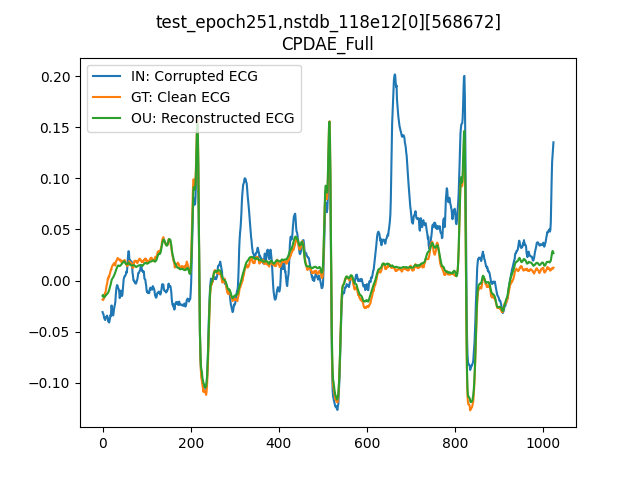 test_epoch251,nstdb_118e12[0][568672]
CPDAE_Full
IN: Corrupted ECG
GT: Clean ECG
OU: Reconstructed ECG
0.20
0.15
0.10
0.05
0.00
−0.05
−0.10
0 200 400 600 800 1000